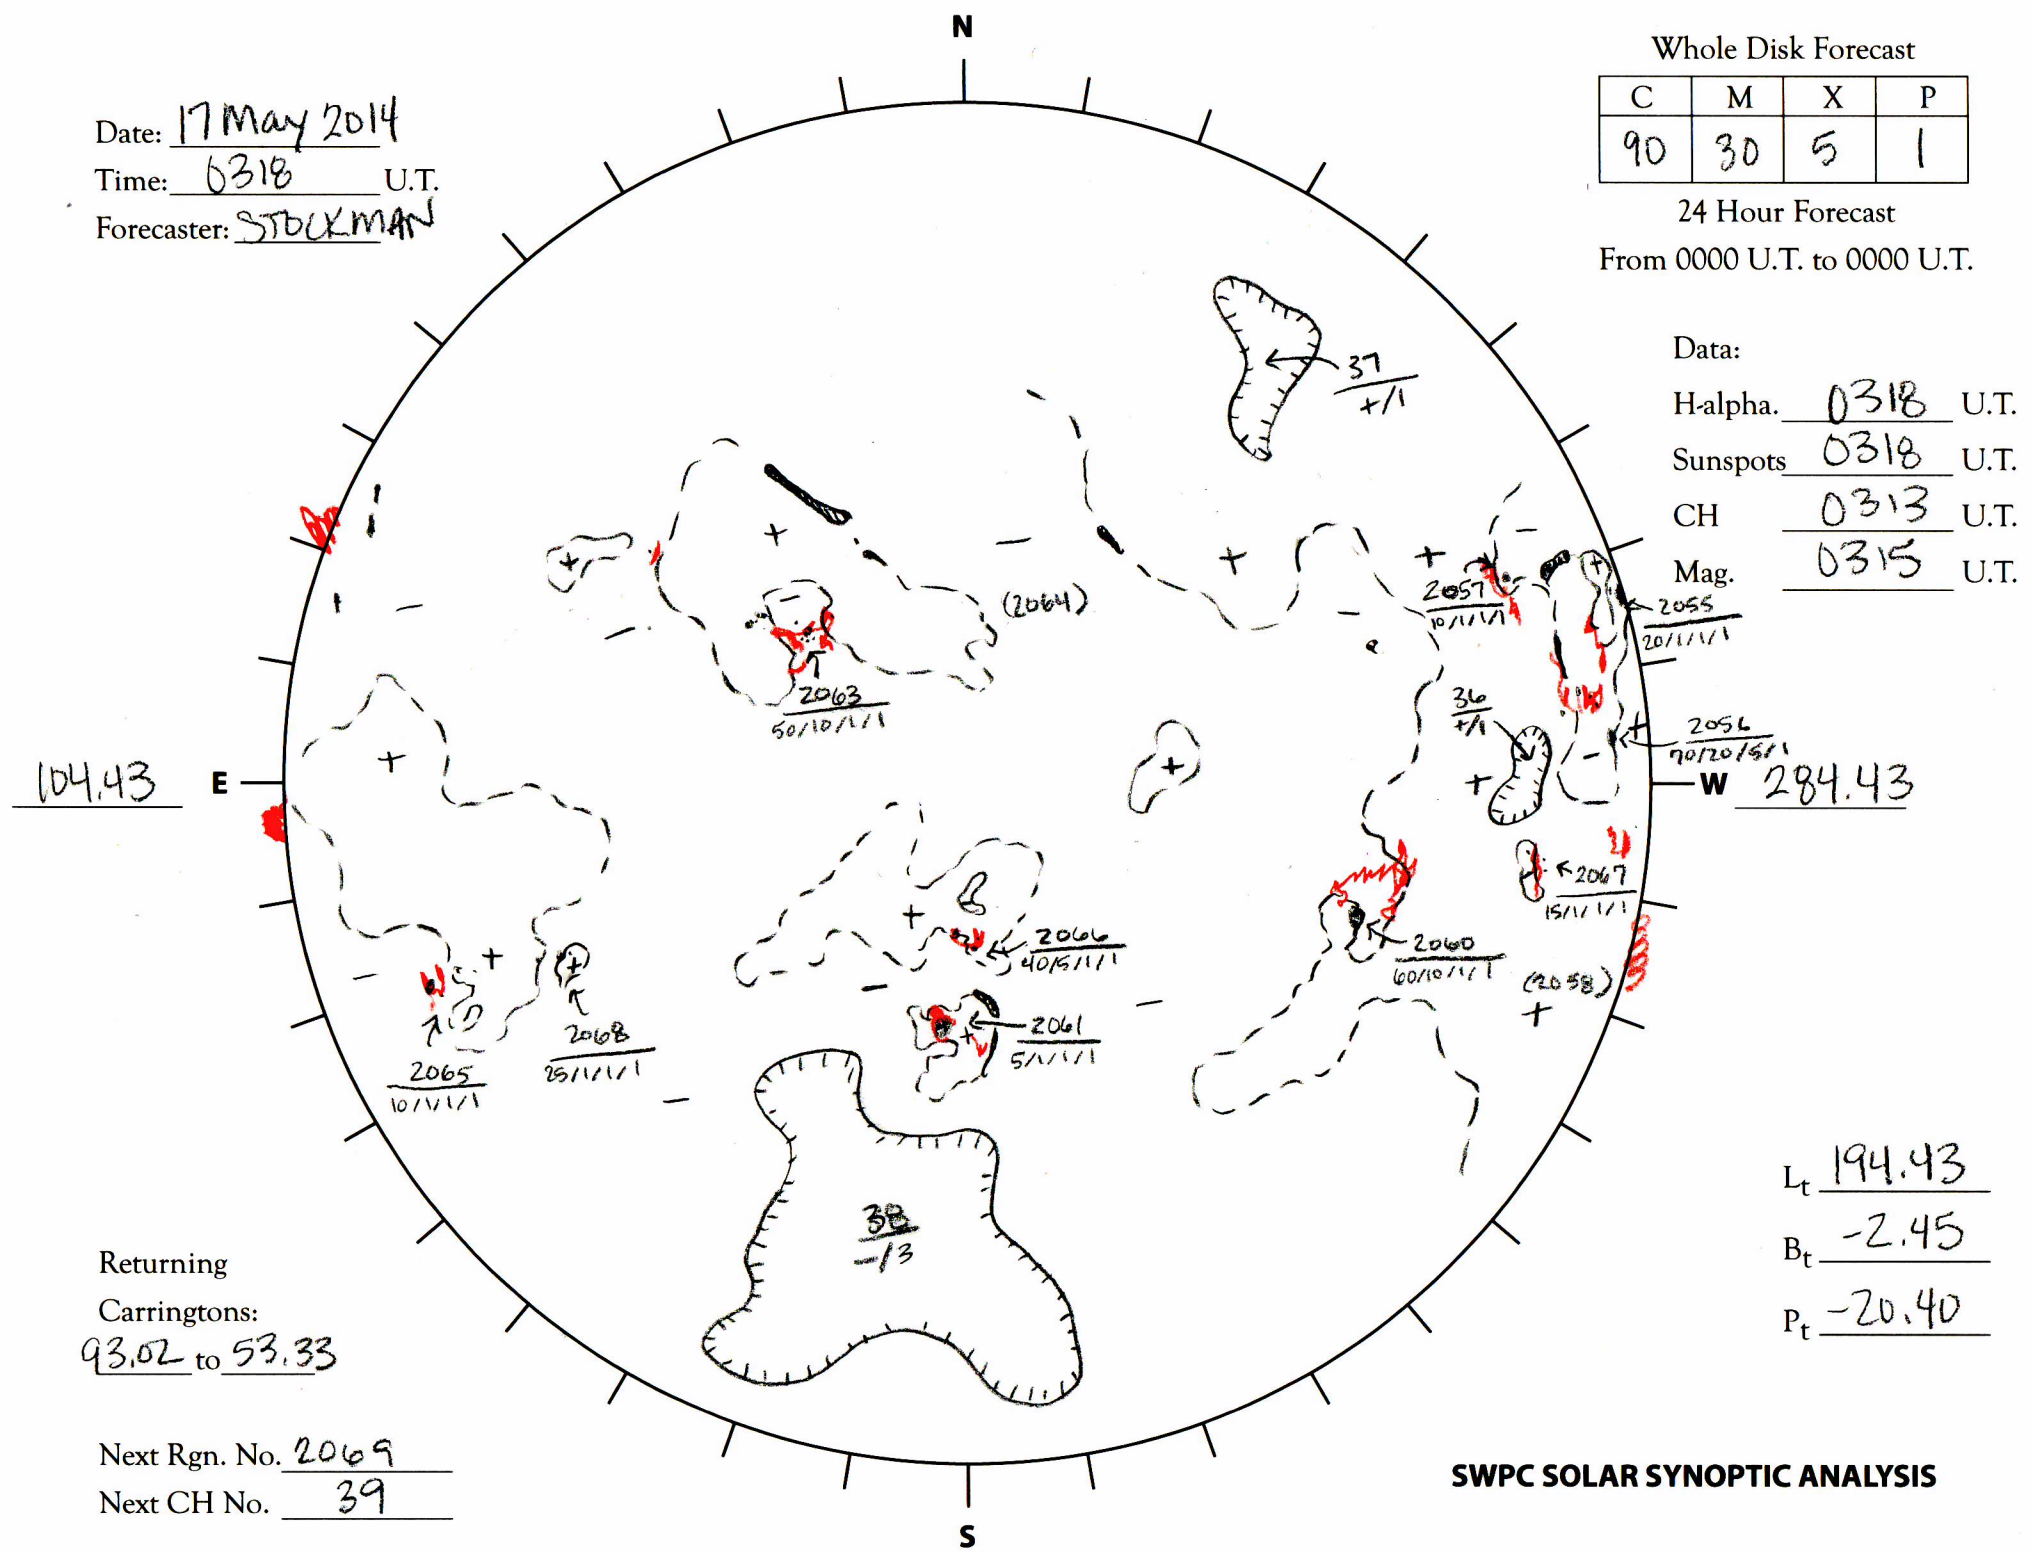 N
Whole Disk Forecast
C M X P
90 30 5 1
24 Hour Forecast
From 0000 U.T. to 0000 U.T.
Date: 17 May 2014
Time: 0318 U.T.
Forecaster: STOCKMAN
Data:
H-alpha. 0318 U.T.
Sunspots 0318 U.T.
CH 0313 U.T.
Mag. 0315 U.T.
37
+/1
+
+
-
+
+
-
+
2057
10/1/1/1
2055
20/1/1/1
(2064)
-
-
-
-
2063
50/10/1/1
36
+/1
2056
70/20/5/1
+
-
+
+
+
104.43 E
W 284.43
2067
15/1/1/1
+
2066
40/5/1/1
2060
60/10/1/1
(2058)
+
-
+
+
-
-
2068
25/1/1/1
2065
10/1/1/1
2061
5/1/1/1
+
-
38
-/3
Lt 194.43
Bt -2.45
Pt -20.40
Returning
Carringtons:
93.02 to 53.33
Next Rgn. No. 2069
Next CH No. 39
SWPC SOLAR SYNOPTIC ANALYSIS
S